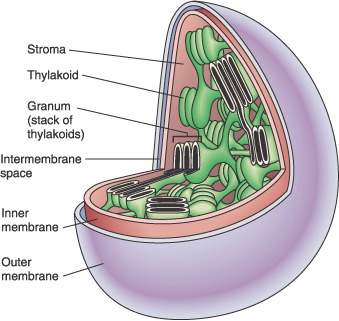 Stroma
Thylakoid
Granum
(stack of
thylakoids)
Intermembrane
space
Inner
membrane
Outer
membrane